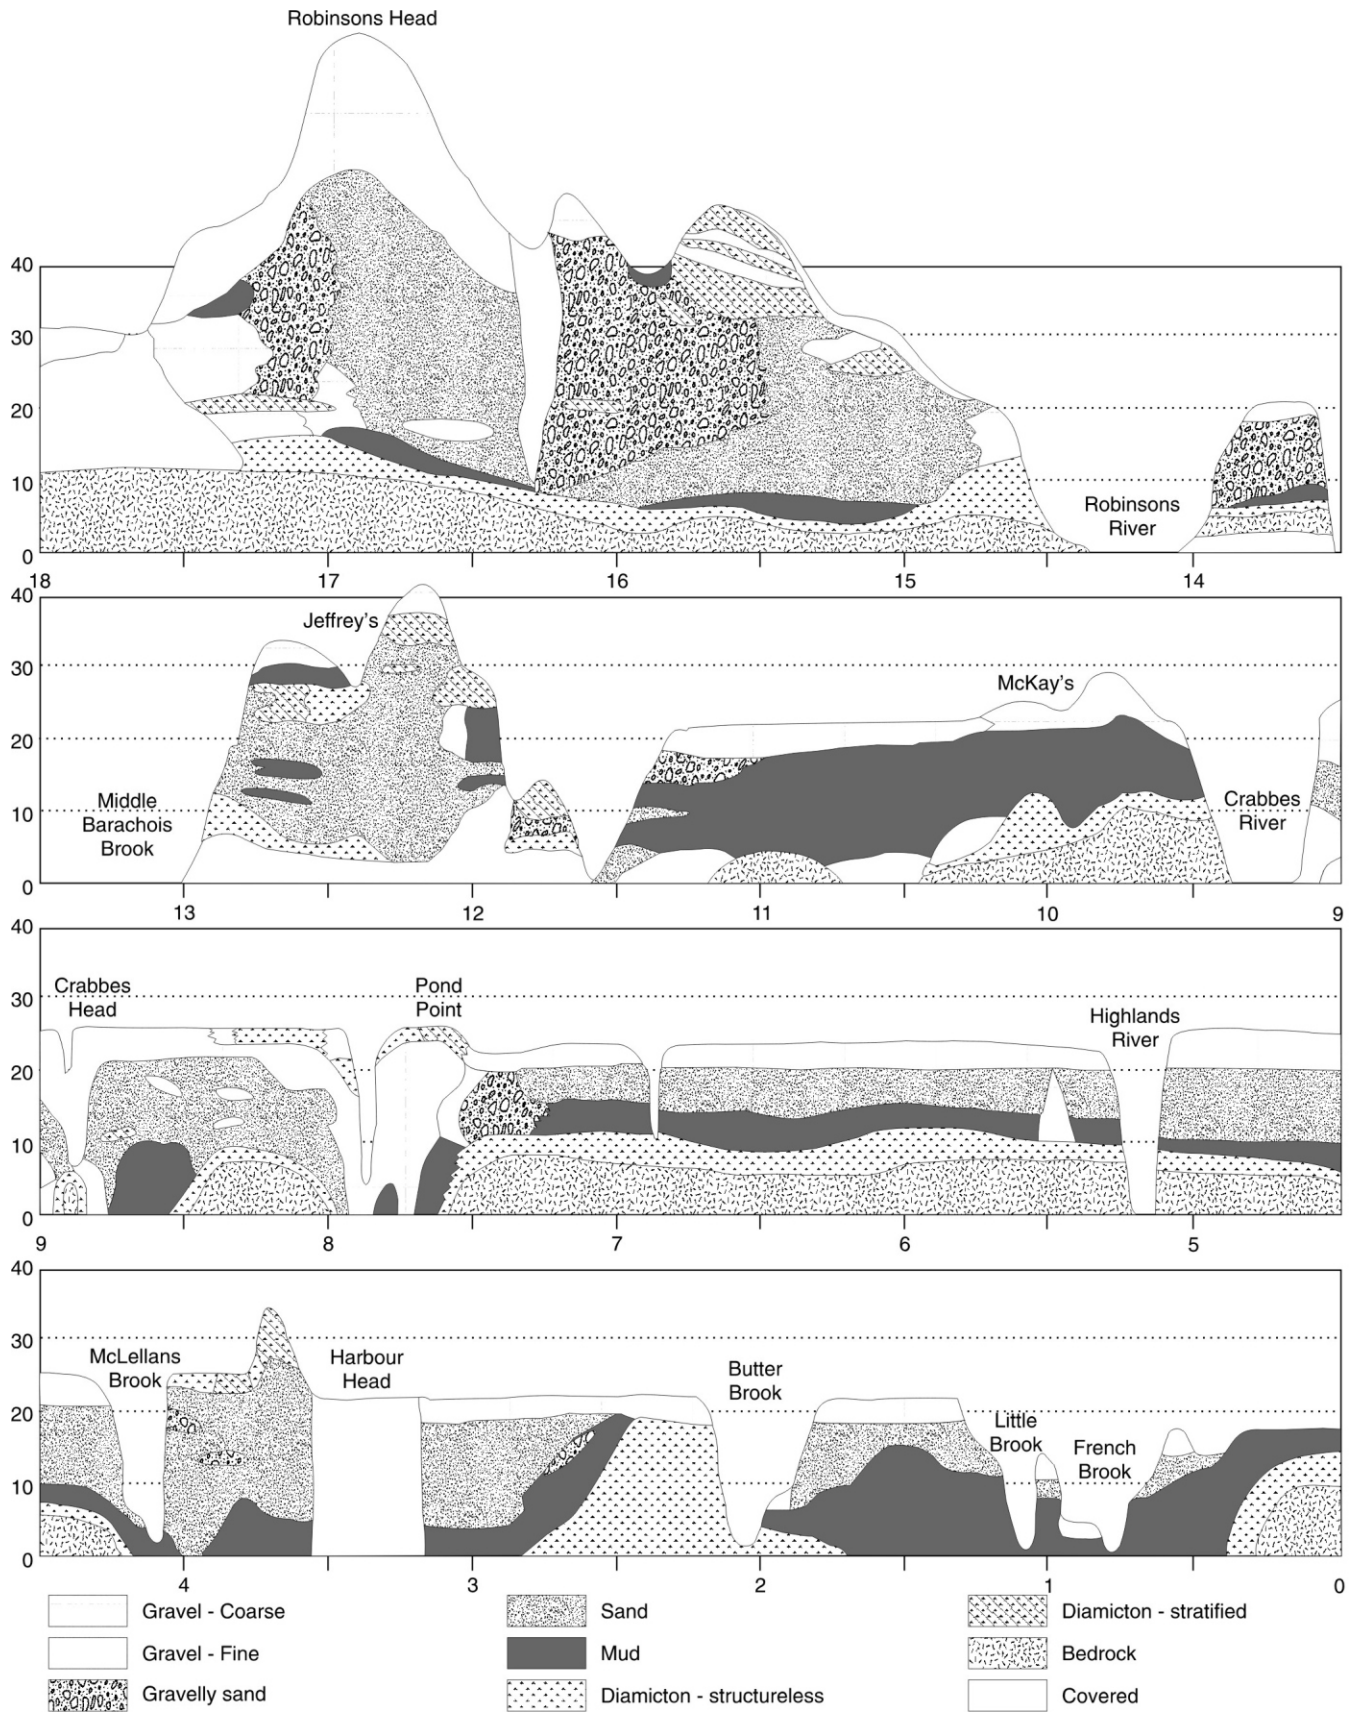 Robinsons Head
40
30
20
10
0
Robinsons
River
18 17 16 15 14
40
30
20
10
0
Jeffrey's
McKay's
Middle
Barachois
Brook
Crabbes
River
13 12 11 10 9
40
30
20
10
0
Crabbes
Head
Pond
Point
Highlands
River
9 8 7 6 5
40
30
20
10
0
McLellans
Brook
Harbour
Head
Butter
Brook
Little
Brook
French
Brook
4 3 2 1 0
Gravel - Coarse
Gravel - Fine
Gravelly sand
Sand
Mud
Diamicton - structureless
Diamicton - stratified
Bedrock
Covered